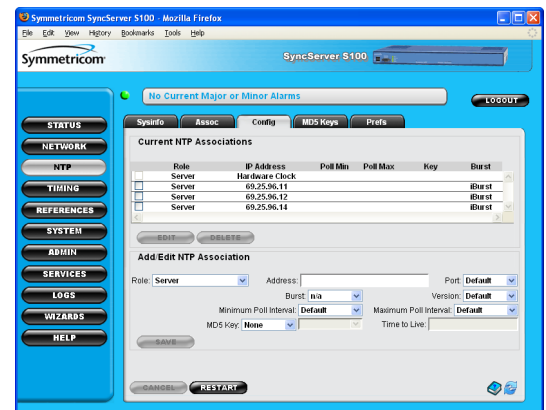 Symmetricom SyncServer S100 - Mozilla Firefox
File Edit View History Bookmarks Tools Help
Symmetricom
SyncServer S100
No Current Major or Minor Alarms
LOGOUT
STATUS
NETWORK
NTP
TIMING
REFERENCES
SYSTEM
ADMIN
SERVICES
LOGS
WIZARDS
HELP
Sysinfo Assoc Config MD5 Keys Prefs
Current NTP Associations
Role IP Address Poll Min Poll Max Key Burst
Server Hardware Clock
Server 69.25.96.11 iBurst
Server 69.25.96.12 iBurst
Server 69.25.96.14 iBurst
EDIT DELETE
Add/Edit NTP Association
Role: Server Address: Port: Default
Burst: n/a Version: Default
Minimum Poll Interval: Default Maximum Poll Interval: Default
MD5 Key: None Time to Live:
SAVE
CANCEL RESTART